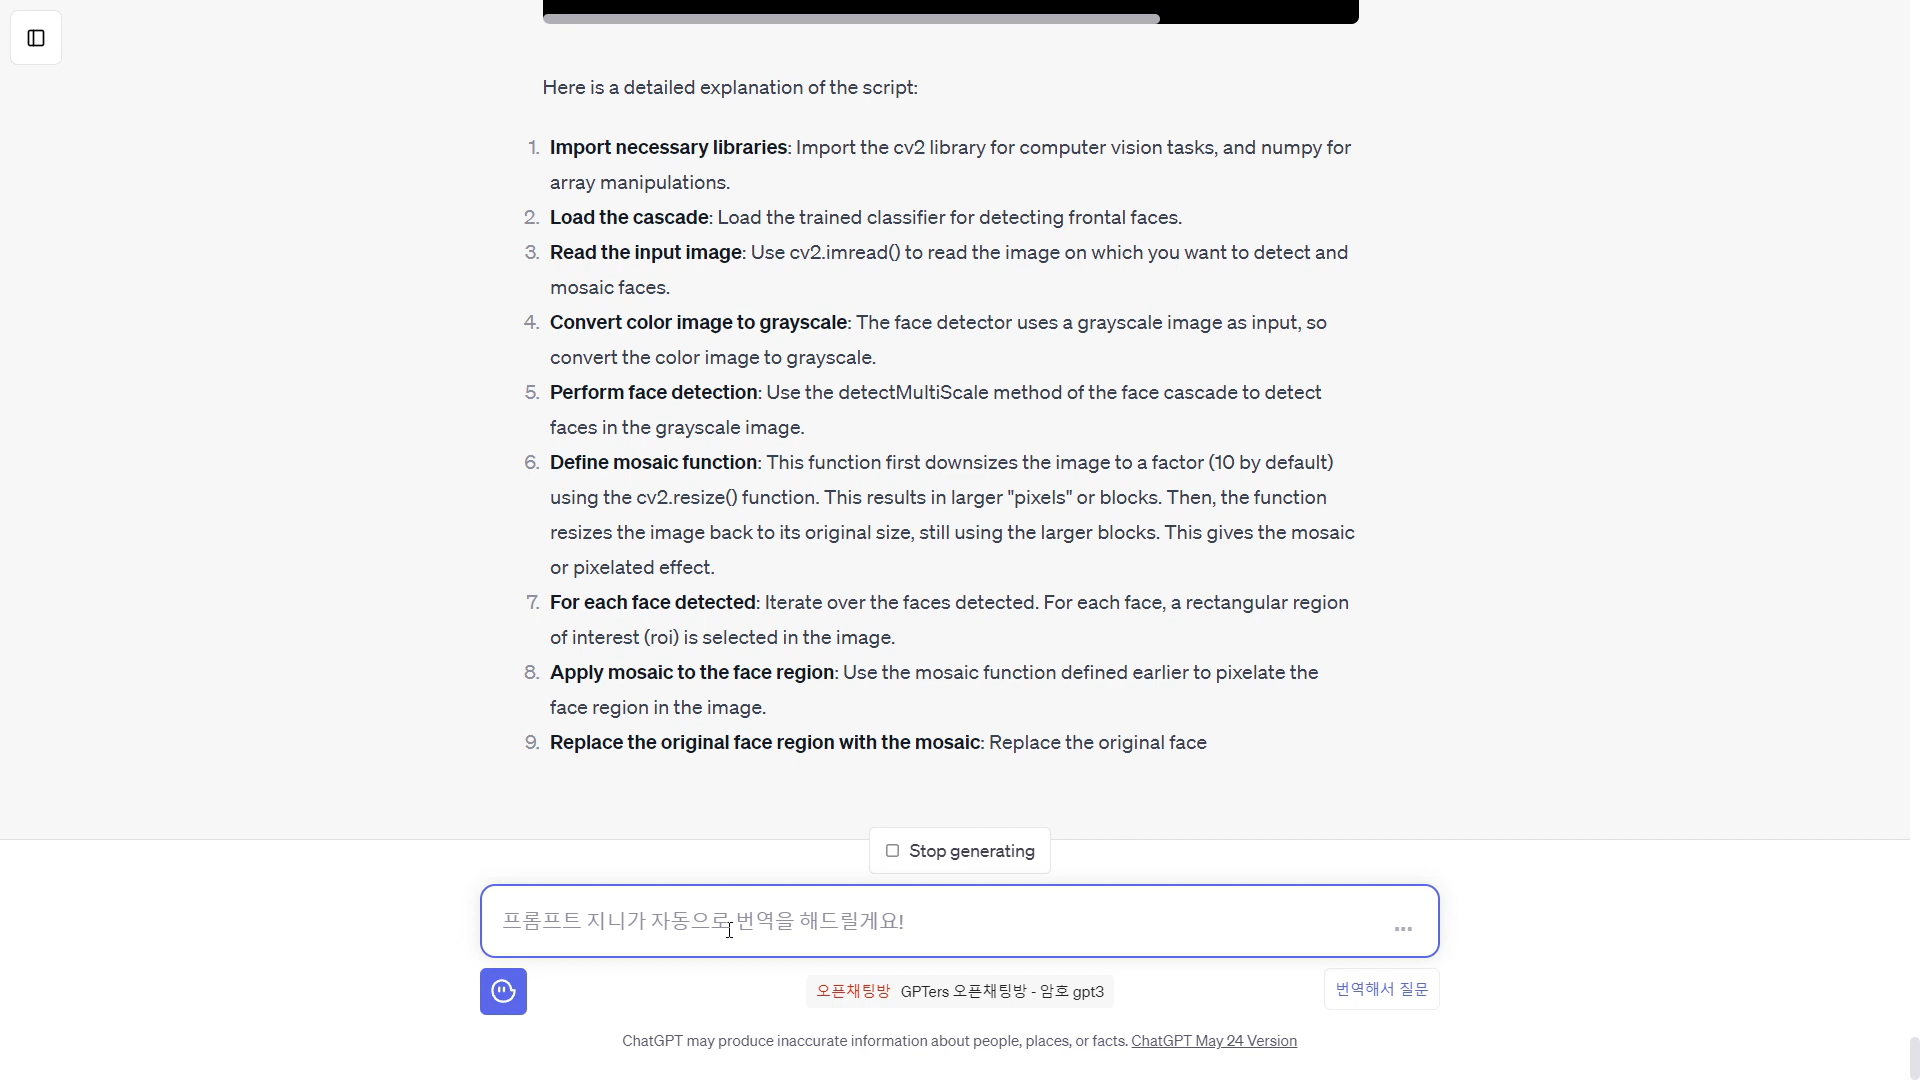 Here is a detailed explanation of the script:
1. Import necessary libraries: Import the cv2 library for computer vision tasks, and numpy for
array manipulations.
2. Load the cascade: Load the trained classifier for detecting frontal faces.
3. Read the input image: Use cv2.imread() to read the image on which you want to detect and
mosaic faces.
4. Convert color image to grayscale: The face detector uses a grayscale image as input, so
convert the color image to grayscale.
5. Perform face detection: Use the detectMultiScale method of the face cascade to detect
faces in the grayscale image.
6. Define mosaic function: This function first downsizes the image to a factor (10 by default)
using the cv2.resize() function. This results in larger "pixels" or blocks. Then, the function
resizes the image back to its original size, still using the larger blocks. This gives the mosaic
or pixelated effect.
7. For each face detected: Iterate over the faces detected. For each face, a rectangular region
of interest (roi) is selected in the image.
8. Apply mosaic to the face region: Use the mosaic function defined earlier to pixelate the
face region in the image.
9. Replace the original face region with the mosaic: Replace the original face
Stop generating
프롬프트 지니가 자동으로 번역을 해드릴게요!
오픈채팅방 GPTers 오픈채팅방 - 암호 gpt3
번역해서 질문
ChatGPT may produce inaccurate information about people, places, or facts. ChatGPT May 24 Version